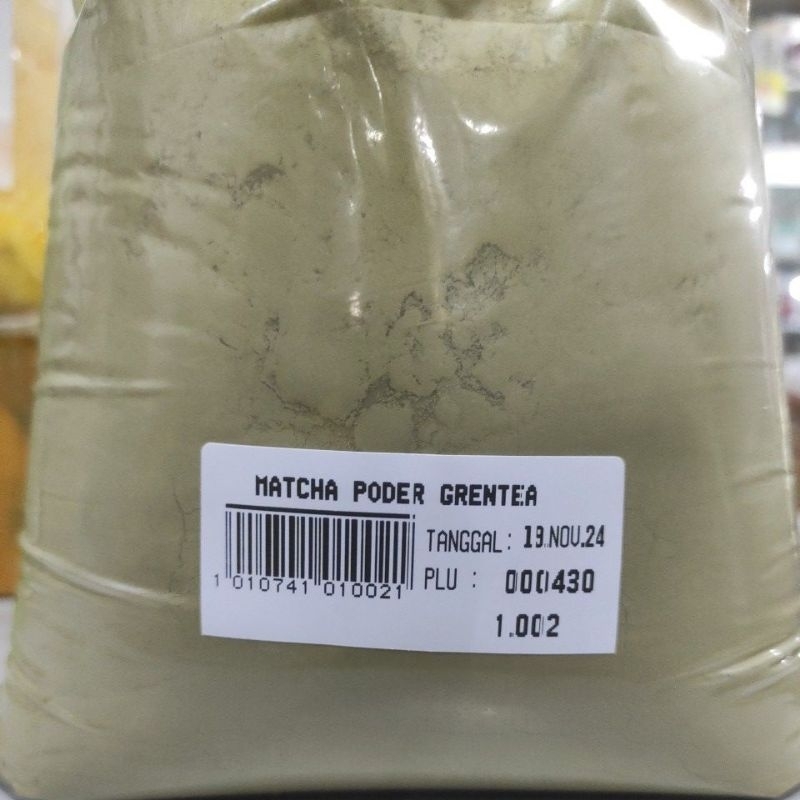 MATCHA PODER GRENTEA
TANGGAL: 19.NOV.24
1 010741 010021
PLU : 000430
1.002